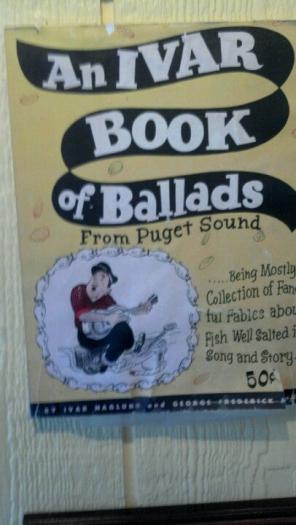 An IVAR
BOOK
of Ballads
From Puget Sound
.....Being Mostly
Collection of Fan
ful Fables abou
Fish Well Salted i
Song and Story.
50¢
BY IVAR HAGLUND and GEORGE FREDERICK